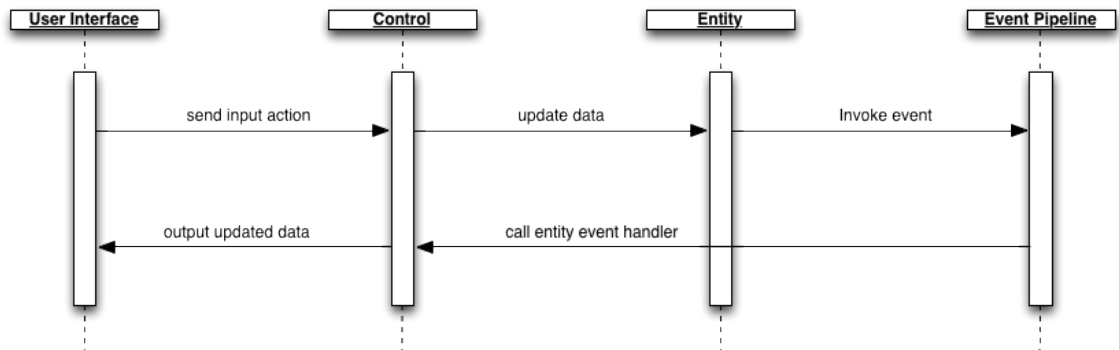 User Interface
Control
Entity
Event Pipeline
send input action
update data
Invoke event
output updated data
call entity event handler